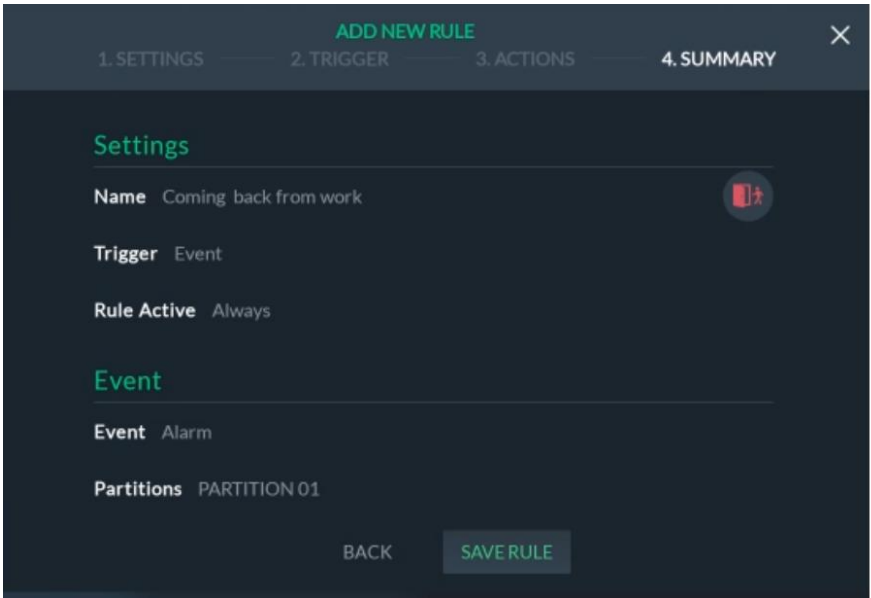 ADD NEW RULE
1. SETTINGS 2. TRIGGER 3. ACTIONS 4. SUMMARY
Settings
Name Coming back from work
Trigger Event
Rule Active Always
Event
Event Alarm
Partitions PARTITION 01
BACK SAVE RULE